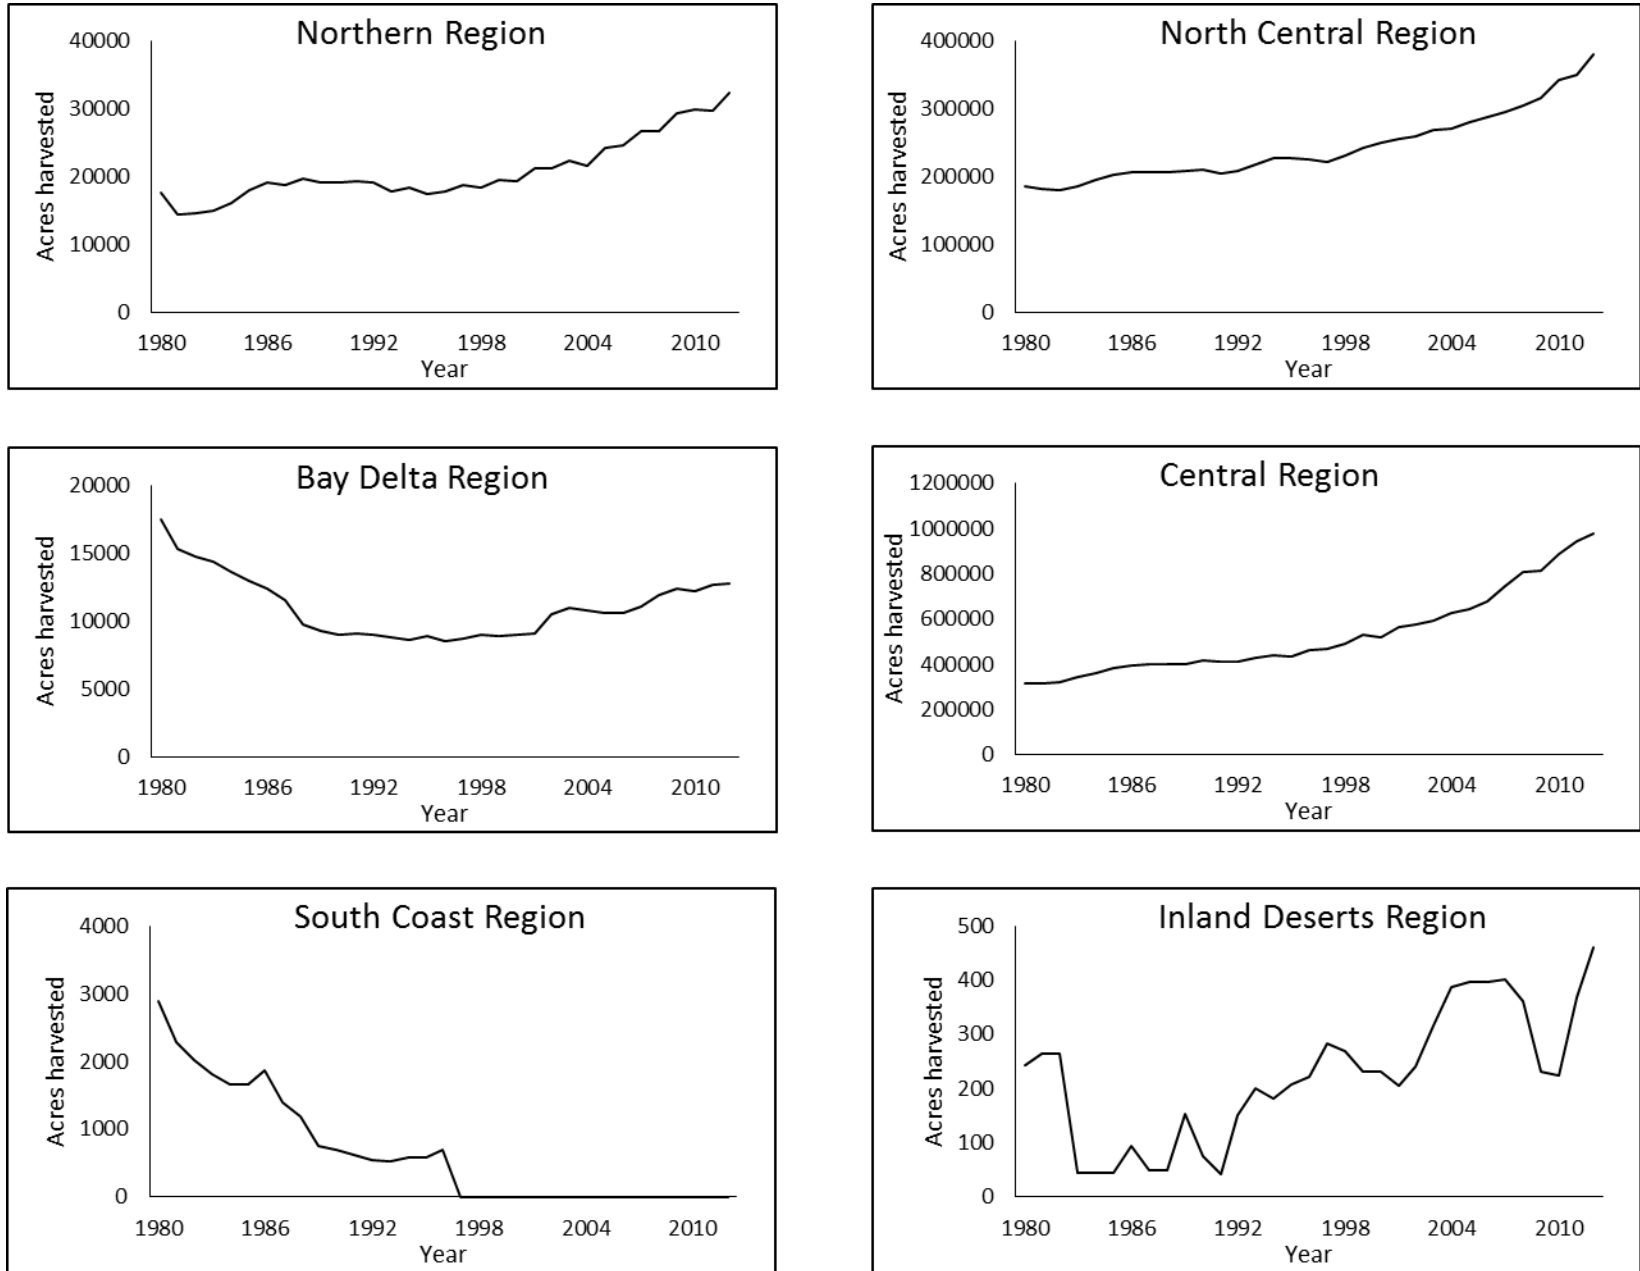 Northern Region
Acres harvested
40000
30000
20000
10000
0
1980 1986 1992 1998 2004 2010
Year
North Central Region
Acres harvested
400000
300000
200000
100000
0
1980 1986 1992 1998 2004 2010
Year
Bay Delta Region
Acres harvested
20000
15000
10000
5000
0
1980 1986 1992 1998 2004 2010
Year
Central Region
Acres harvested
1200000
1000000
800000
600000
400000
200000
0
1980 1986 1992 1998 2004 2010
Year
South Coast Region
Acres harvested
4000
3000
2000
1000
0
1980 1986 1992 1998 2004 2010
Year
Inland Deserts Region
Acres harvested
500
400
300
200
100
0
1980 1986 1992 1998 2004 2010
Year